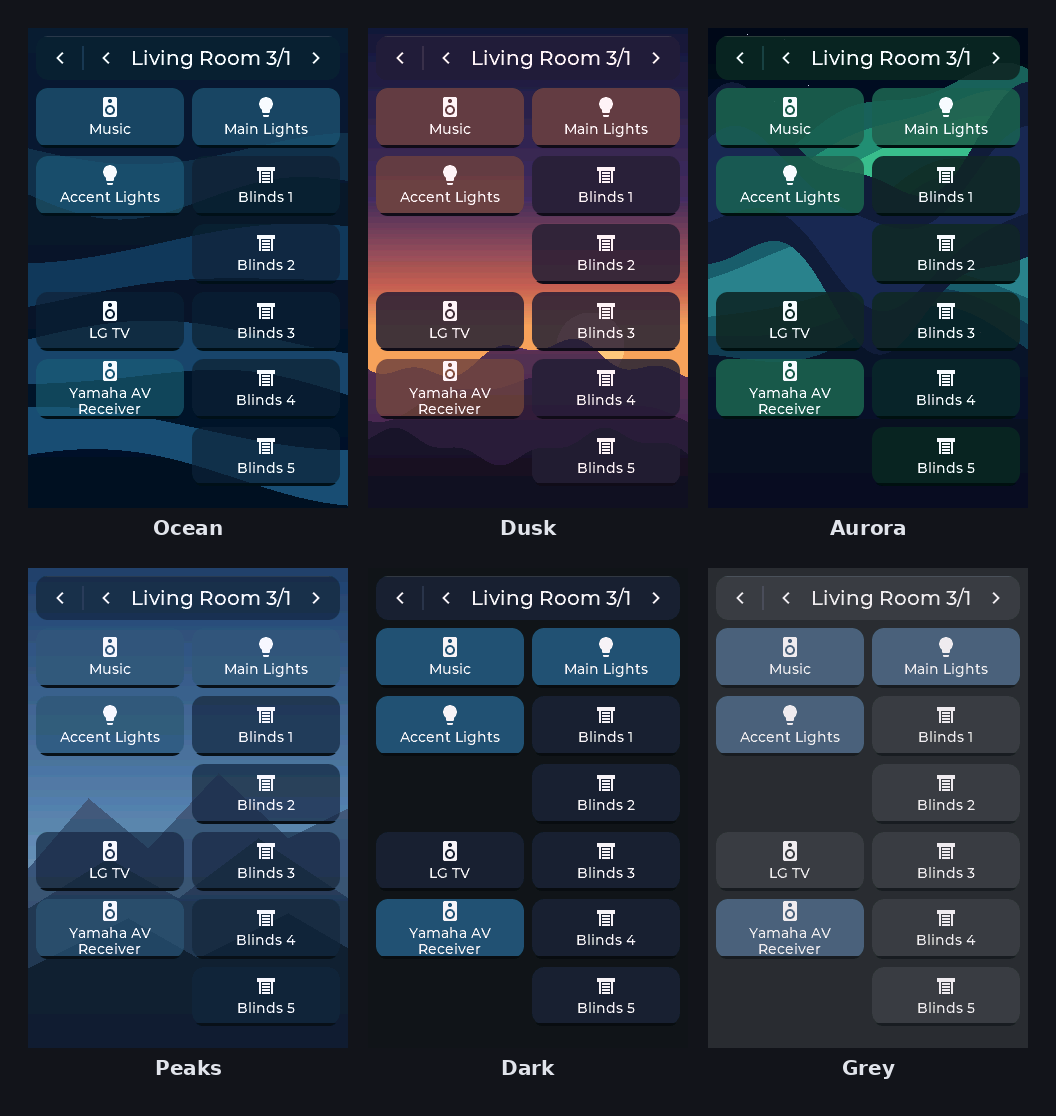 Living Room 3/1
Music
Main Lights
Accent Lights
Blinds 1
Blinds 2
LG TV
Blinds 3
Yamaha AV
Receiver
Blinds 4
Blinds 5
Ocean
Living Room 3/1
Music
Main Lights
Accent Lights
Blinds 1
Blinds 2
LG TV
Blinds 3
Yamaha AV
Receiver
Blinds 4
Blinds 5
Dusk
Living Room 3/1
Music
Main Lights
Accent Lights
Blinds 1
Blinds 2
LG TV
Blinds 3
Yamaha AV
Receiver
Blinds 4
Blinds 5
Aurora
Living Room 3/1
Music
Main Lights
Accent Lights
Blinds 1
Blinds 2
LG TV
Blinds 3
Yamaha AV
Receiver
Blinds 4
Blinds 5
Peaks
Living Room 3/1
Music
Main Lights
Accent Lights
Blinds 1
Blinds 2
LG TV
Blinds 3
Yamaha AV
Receiver
Blinds 4
Blinds 5
Dark
Living Room 3/1
Music
Main Lights
Accent Lights
Blinds 1
Blinds 2
LG TV
Blinds 3
Yamaha AV
Receiver
Blinds 4
Blinds 5
Grey